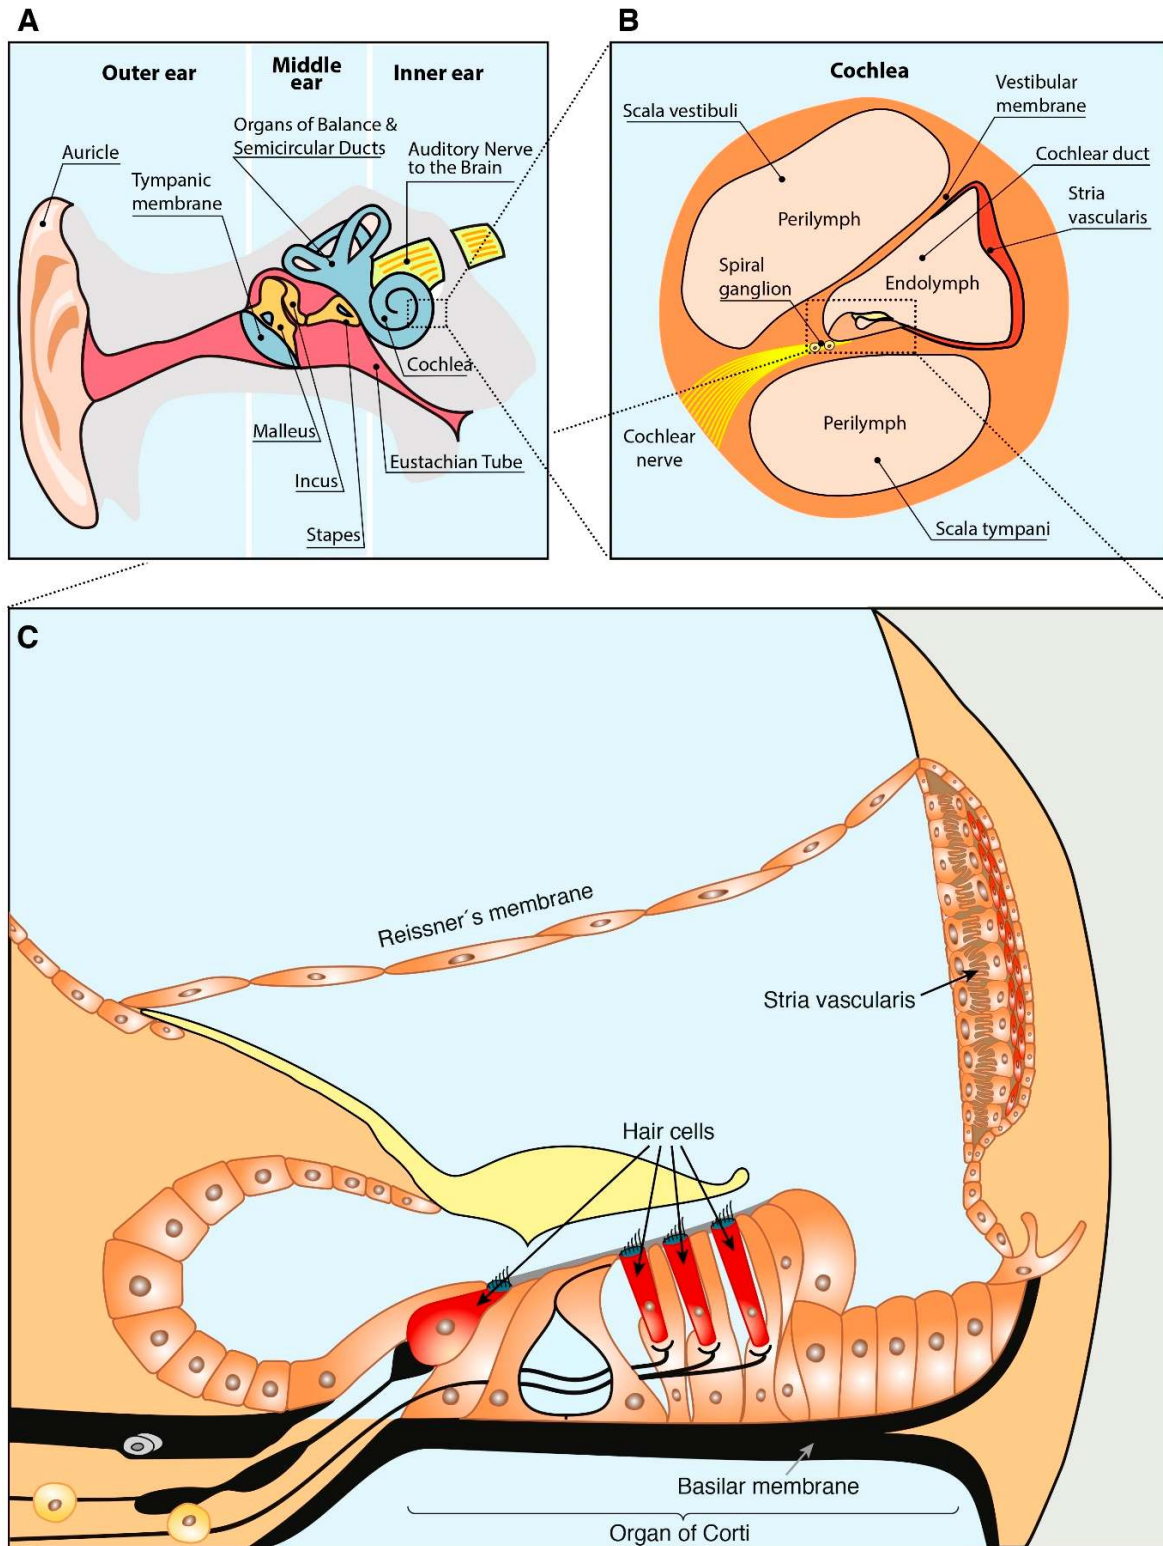 A
Outer ear
Middle
ear
Inner ear
Auricle
Tympanic
membrane
Organs of Balance &
Semicircular Ducts
Auditory Nerve
to the Brain
Cochlea
Malleus
Incus
Stapes
Eustachian Tube
B
Cochlea
Scala vestibuli
Vestibular
membrane
Cochlear duct
Stria
vascularis
Perilymph
Spiral
ganglion
Endolymph
Perilymph
Cochlear
nerve
Scala tympani
C
Reissner´s membrane
Stria vascularis
Hair cells
Basilar membrane
Organ of Corti